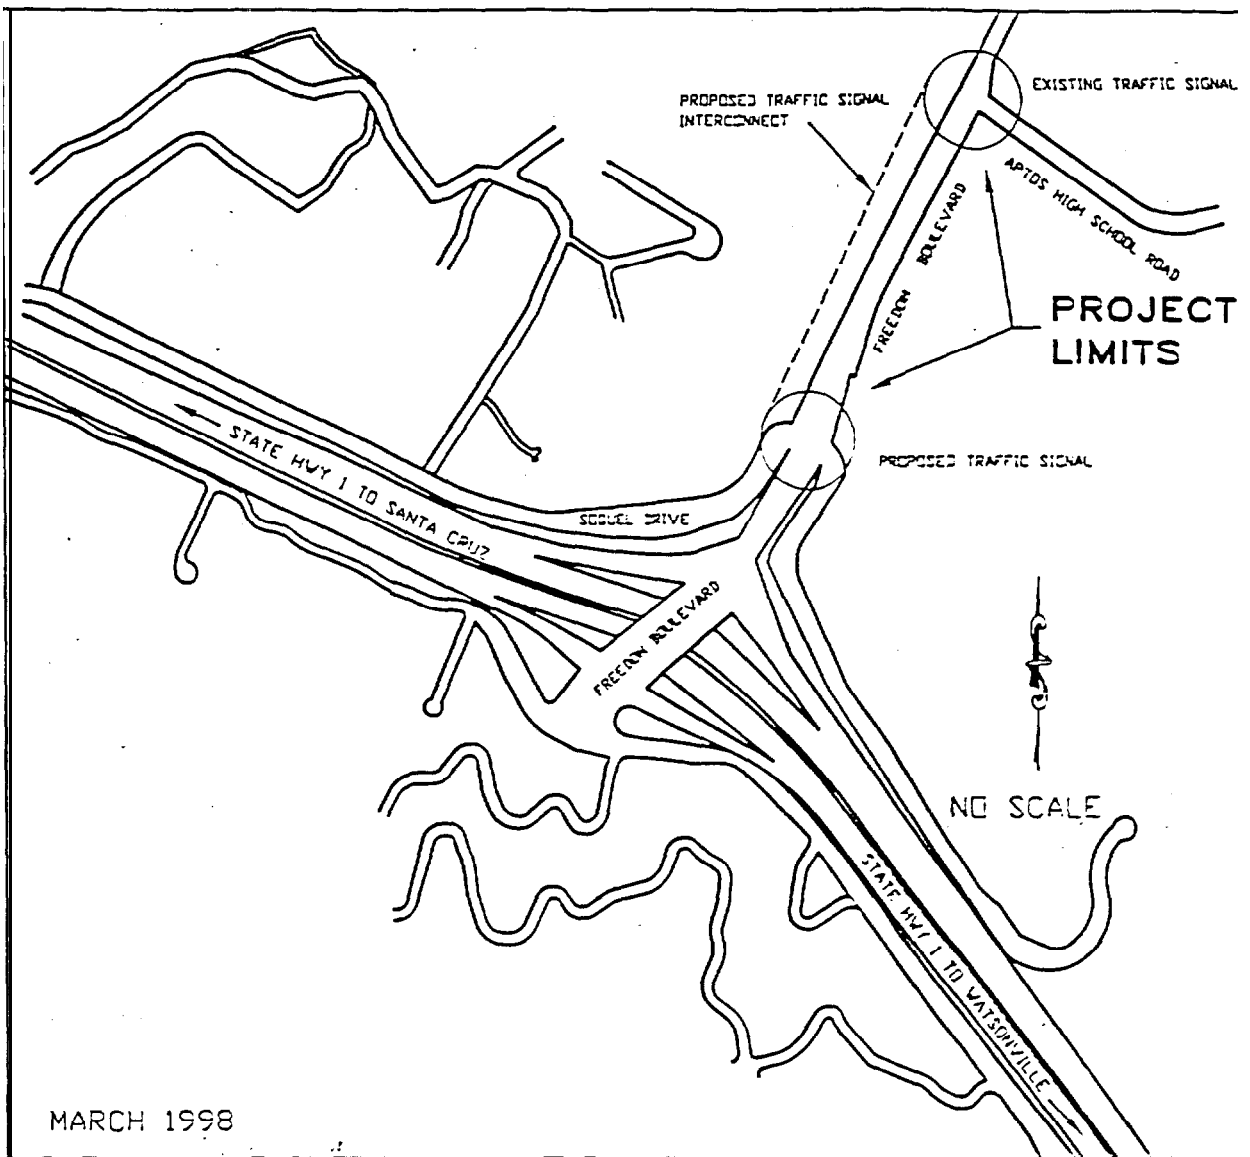 EXISTING TRAFFIC SIGNAL
PROPOSED TRAFFIC SIGNAL
INTERCONNECT
APTOS HIGH SCHOOL ROAD
FREEDOM BOULEVARD
PROJECT
LIMITS
PROPOSED TRAFFIC SIGNAL
STATE HWY 1 TO SANTA CRUZ
SOQUEL DRIVE
FREEDOM BOULEVARD
NO SCALE
STATE HWY 1 TO WATSONVILLE
MARCH 1998